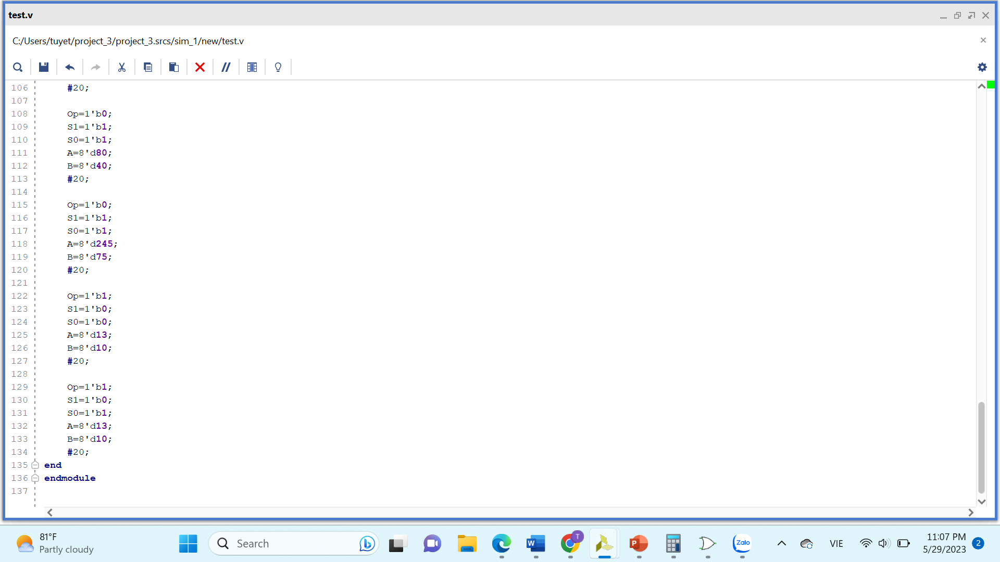 test.v
C:/Users/tuyet/project_3/project_3.srcs/sim_1/new/test.v
106 #20;
107
108 Op=1'b0;
109 S1=1'b1;
110 S0=1'b1;
111 A=8'd80;
112 B=8'd40;
113 #20;
114
115 Op=1'b0;
116 S1=1'b1;
117 S0=1'b1;
118 A=8'd245;
119 B=8'd75;
120 #20;
121
122 Op=1'b1;
123 S1=1'b0;
124 S0=1'b0;
125 A=8'd13;
126 B=8'd10;
127 #20;
128
129 Op=1'b1;
130 S1=1'b0;
131 S0=1'b1;
132 A=8'd13;
133 B=8'd10;
134 #20;
135 end
136 endmodule
137
81°F
Partly cloudy
Search
W
T
P
Zalo
VIE
11:07 PM
5/29/2023
2